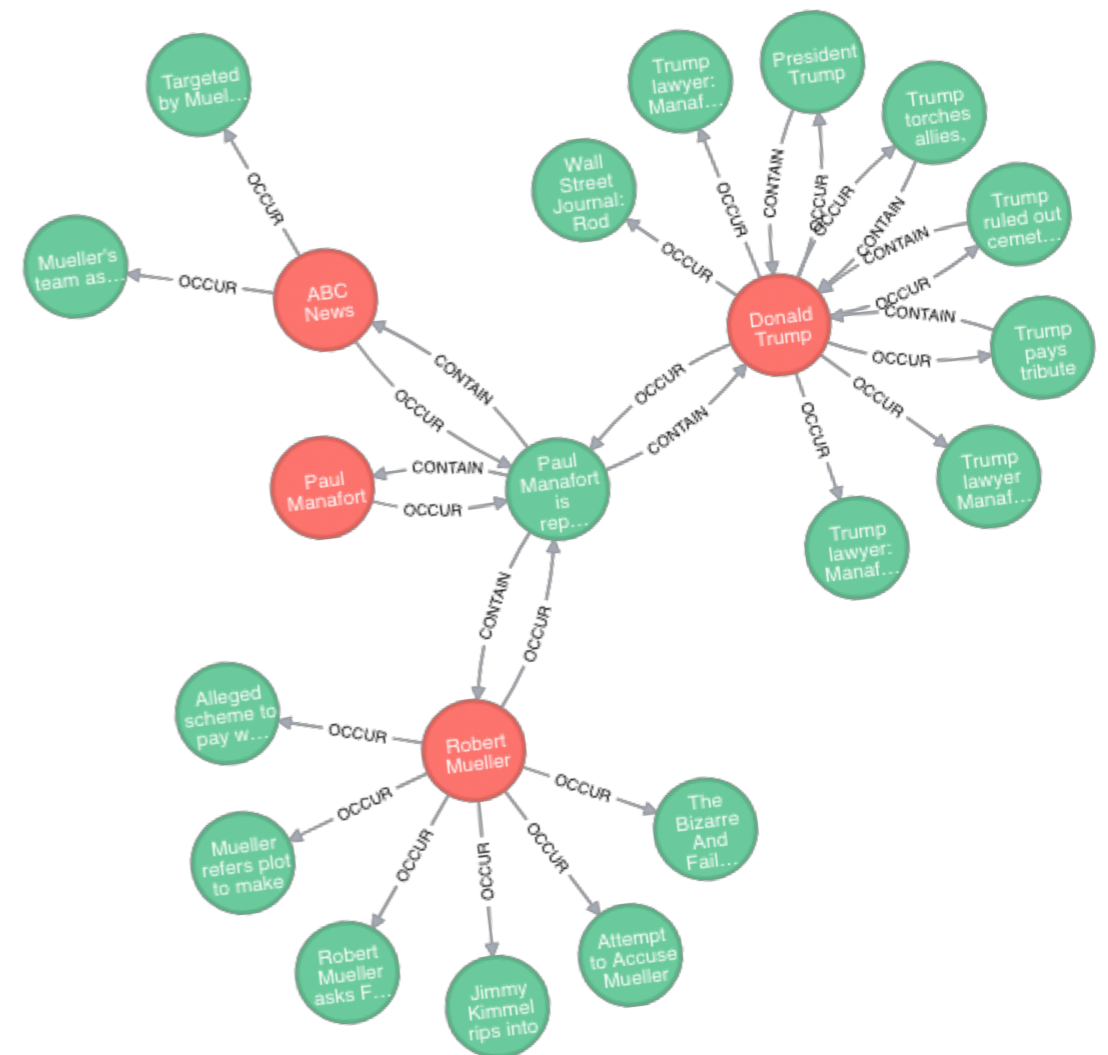 Targeted
by Muel...
OCCUR
Mueller's
team as...
OCCUR
ABC
News
CONTAIN
OCCUR
Paul
Manafort
CONTAIN
OCCUR
Paul
Manafort
is
rep...
Trump
lawyer:
Manaf...
OCCUR
President
Trump
CONTAIN
OCCUR
Trump
torches
allies,
OCCUR
CONTAIN
Wall
Street
Journal:
Rod
OCCUR
Trump
ruled out
cemet...
CONTAIN
OCCUR
Donald
Trump
Trump
pays
tribute
CONTAIN
OCCUR
OCCUR
CONTAIN
OCCUR
Trump
lawyer
Manaf...
OCCUR
Trump
lawyer:
Manaf...
CONTAIN
OCCUR
Robert
Mueller
Alleged
scheme to
pay w...
OCCUR
Mueller
refers plot
to make
OCCUR
Robert
Mueller
asks F...
OCCUR
Jimmy
Kimmel
rips into
OCCUR
Attempt
to Accuse
Mueller
OCCUR
The
Bizarre
And
Fail...
OCCUR